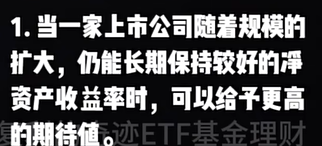 1. 当一家上市公司随着规模的
扩大，仍能长期保持较好的净
资产收益率时，可以给予更高
的期待值。
ETF基金理财